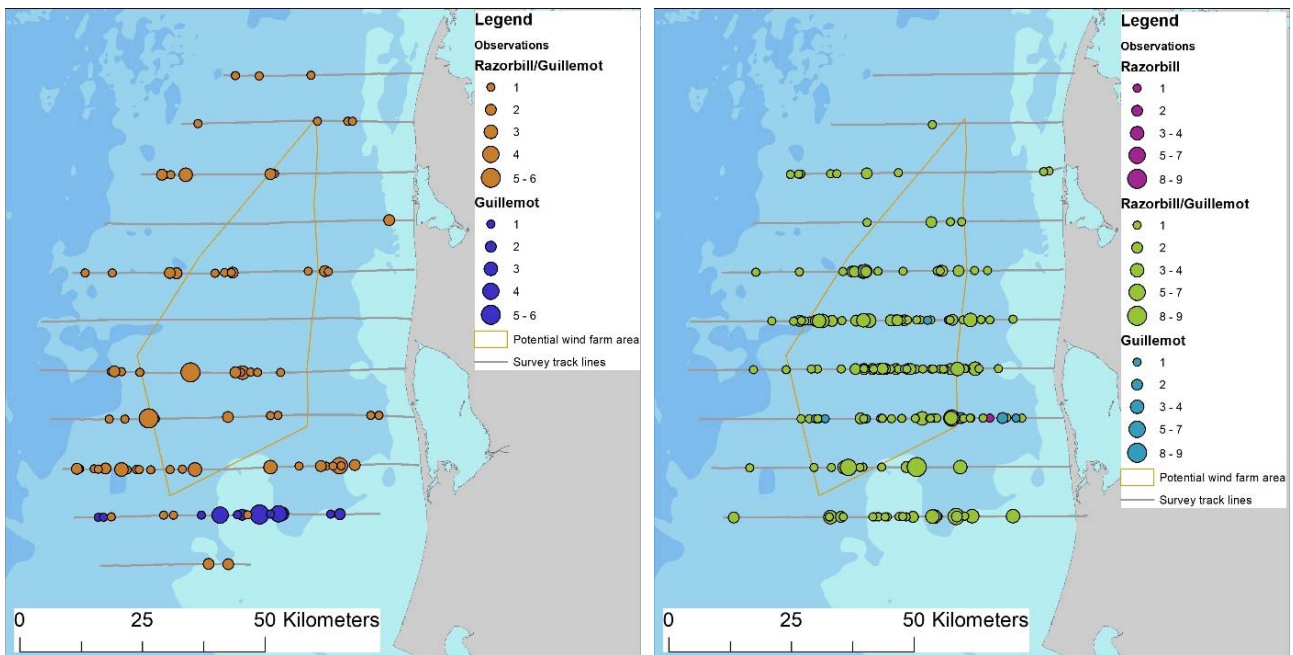 Legend
Observations
Razorbill/Guillemot
1
2
3
4
5 - 6
Guillemot
1
2
3
4
5 - 6
Potential wind farm area
Survey track lines
0 25 50 Kilometers
Legend
Observations
Razorbill
1
2
3 - 4
5 - 7
8 - 9
Razorbill/Guillemot
1
2
3 - 4
5 - 7
8 - 9
Guillemot
1
2
3 - 4
5 - 7
8 - 9
Potential wind farm area
Survey track lines
0 25 50 Kilometers